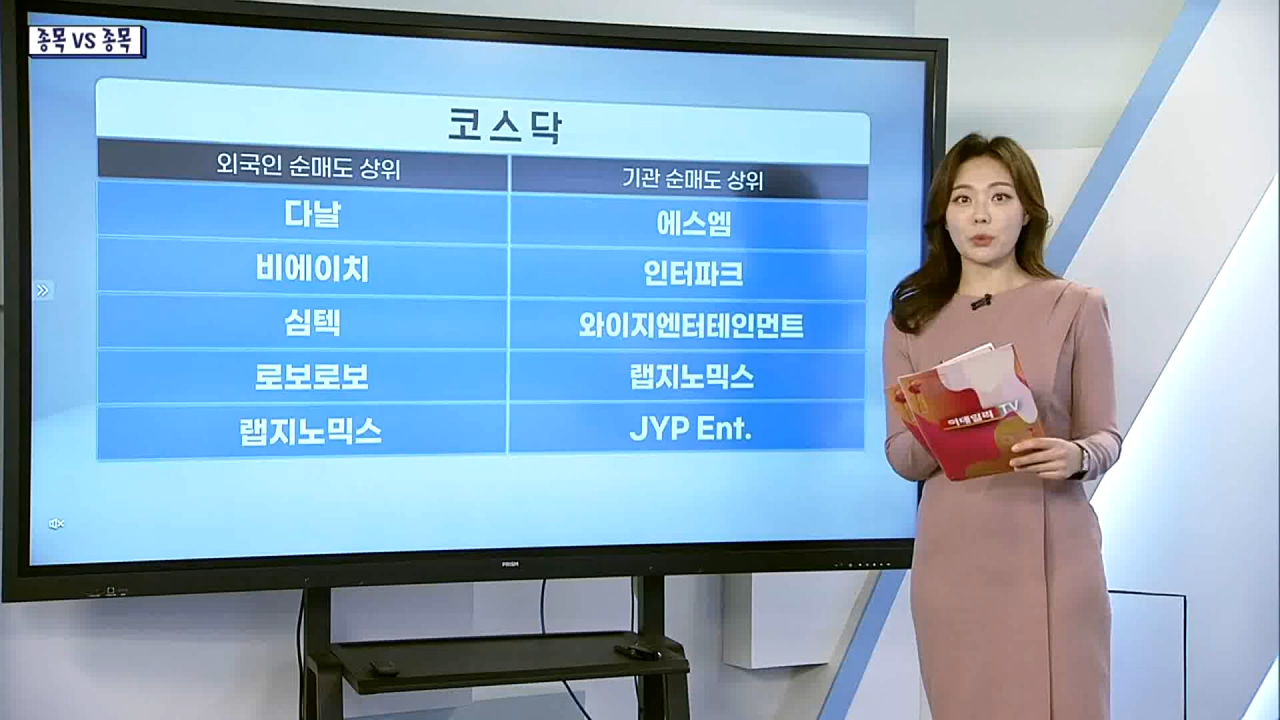 종목 VS 종목
코스닥
외국인 순매도 상위
기관 순매도 상위
다날
에스엠
비에이치
인터파크
심텍
와이지엔터테인먼트
로보로보
랩지노믹스
랩지노믹스
JYP Ent.
이데일리 TV
PRISM